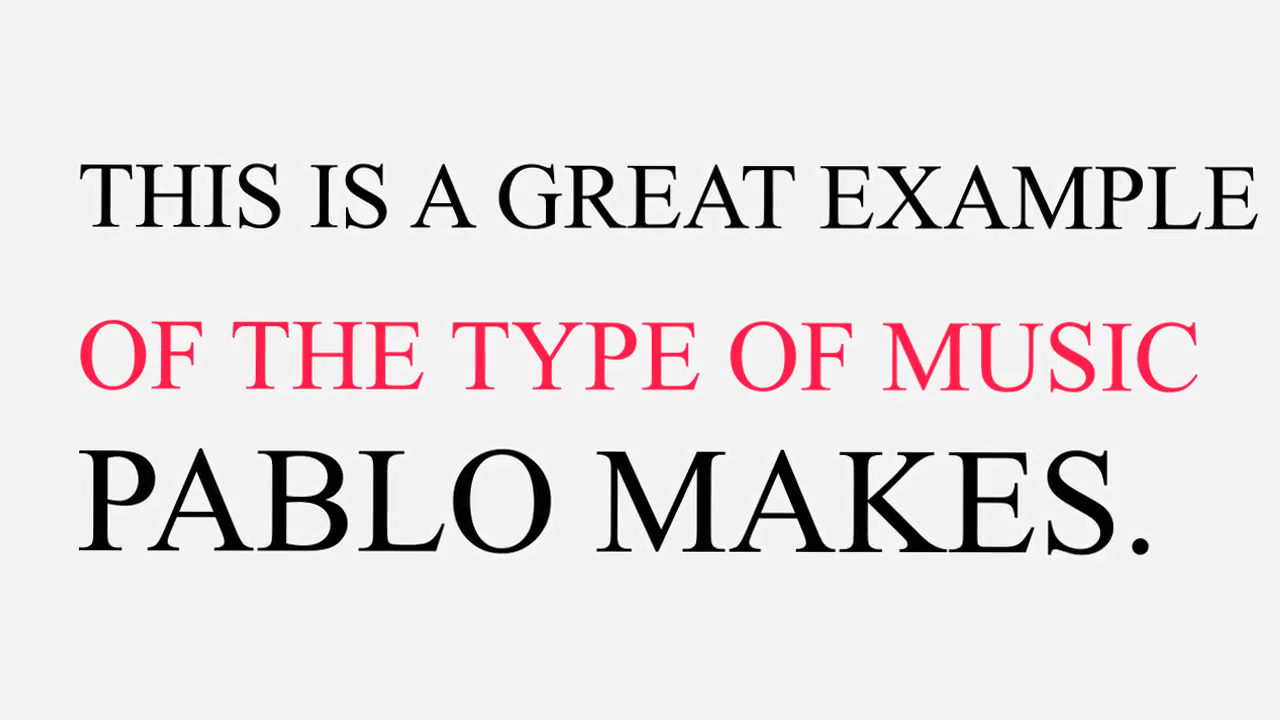 THIS IS A GREAT EXAMPLE
OF THE TYPE OF MUSIC
PABLO MAKES.